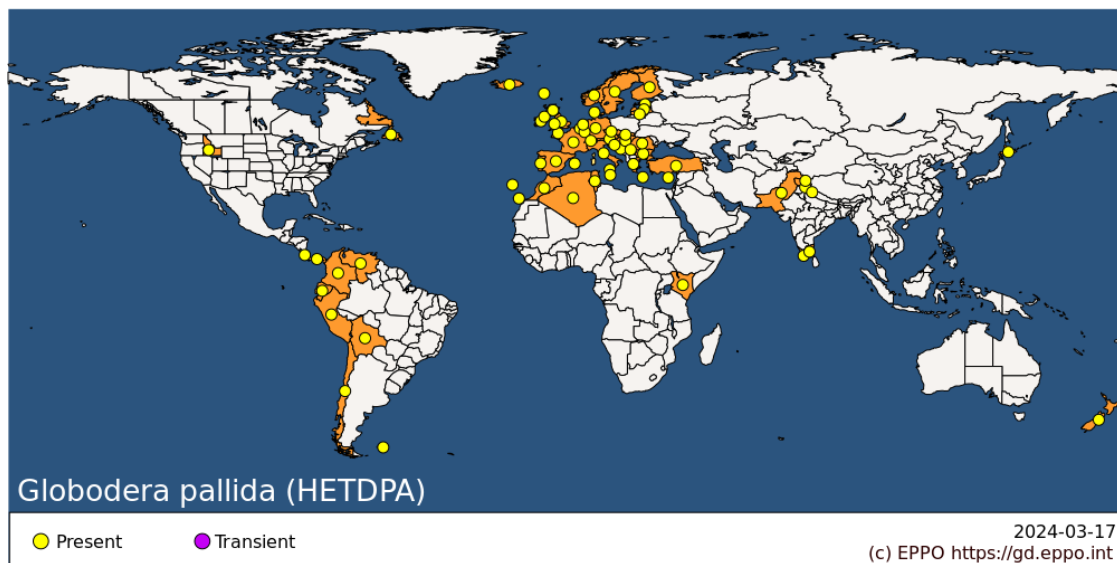 Globodera pallida (HETDPA)
Present
Transient
2024-03-17
(c) EPPO https://gd.eppo.int